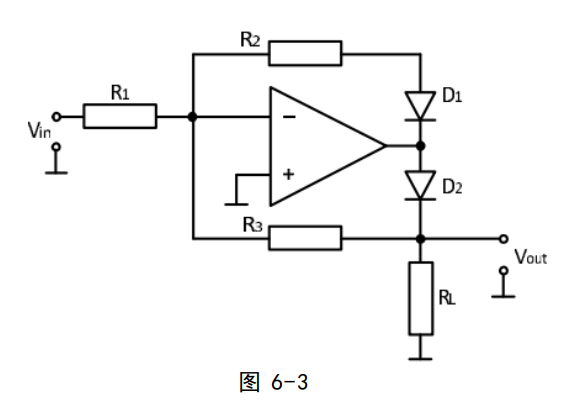 R2
R1
D1
Vin
−
+
D2
R3
Vout
RL
图 6-3